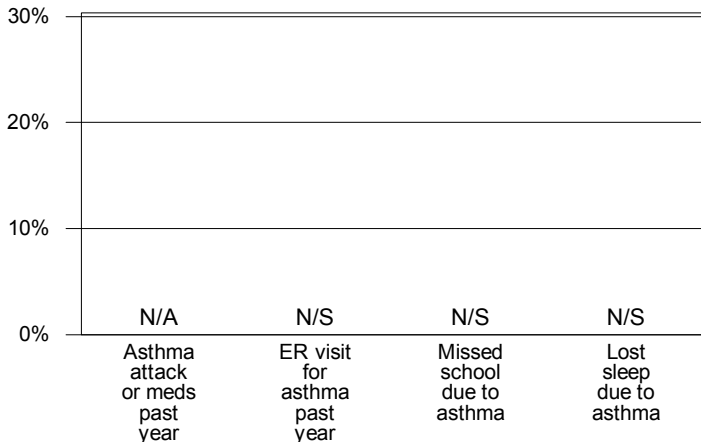 30%
20%
10%
0%
N/A
N/S
N/S
N/S
Asthma
attack
or meds
past
year
ER visit
for
asthma
past
year
Missed
school
due to
asthma
Lost
sleep
due to
asthma